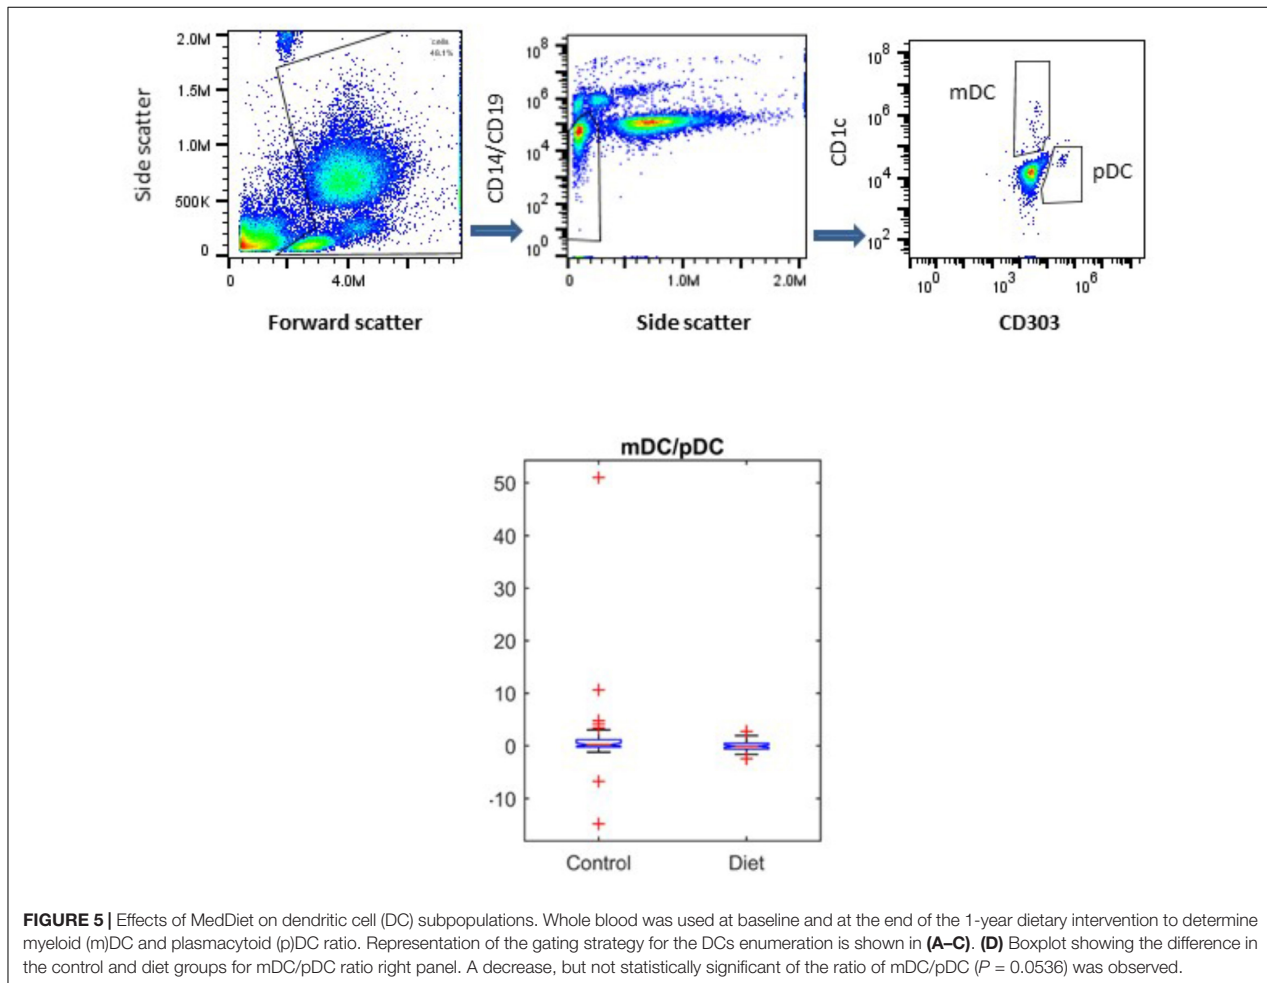 2.0M
1.5M
1.0M
500K
0
Side scatter
cells
48.1%
0
4.0M
Forward scatter
10^8
10^6
10^4
10^2
10^0
CD14/CD19
0
1.0M
2.0M
Side scatter
10^8
10^6
10^4
10^2
CD1c
mDC
pDC
10^0
10^3
10^6
CD303
mDC/pDC
50
40
30
20
10
0
-10
Control
Diet
FIGURE 5 | Effects of MedDiet on dendritic cell (DC) subpopulations. Whole blood was used at baseline and at the end of the 1-year dietary intervention to determine
myeloid (m)DC and plasmacytoid (p)DC ratio. Representation of the gating strategy for the DCs enumeration is shown in (A–C). (D) Boxplot showing the difference in
the control and diet groups for mDC/pDC ratio right panel. A decrease, but not statistically significant of the ratio of mDC/pDC (P = 0.0536) was observed.